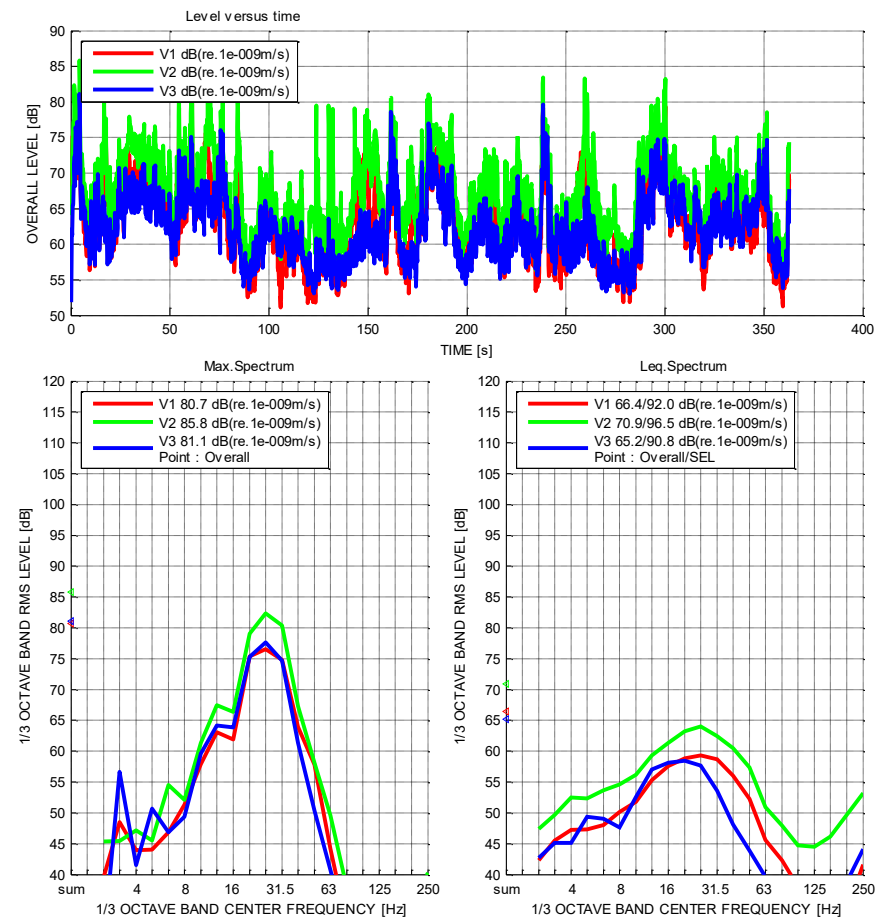 Level versus time
90
85
80
75
70
65
60
55
50
OVERALL LEVEL [dB]
V1 dB(re.1e-009m/s)
V2 dB(re.1e-009m/s)
V3 dB(re.1e-009m/s)
0 50 100 150 200 250 300 350 400
TIME [s]
Max.Spectrum
120
115
110
105
100
95
90
85
80
75
70
65
60
55
50
45
40
1/3 OCTAVE BAND RMS LEVEL [dB]
V1 80.7 dB(re.1e-009m/s)
V2 85.8 dB(re.1e-009m/s)
V3 81.1 dB(re.1e-009m/s)
Point : Overall
sum 4 8 16 31.5 63 125 250
1/3 OCTAVE BAND CENTER FREQUENCY [Hz]
Leq.Spectrum
120
115
110
105
100
95
90
85
80
75
70
65
60
55
50
45
40
1/3 OCTAVE BAND RMS LEVEL [dB]
V1 66.4/92.0 dB(re.1e-009m/s)
V2 70.9/96.5 dB(re.1e-009m/s)
V3 65.2/90.8 dB(re.1e-009m/s)
Point : Overall/SEL
sum 4 8 16 31.5 63 125 250
1/3 OCTAVE BAND CENTER FREQUENCY [Hz]